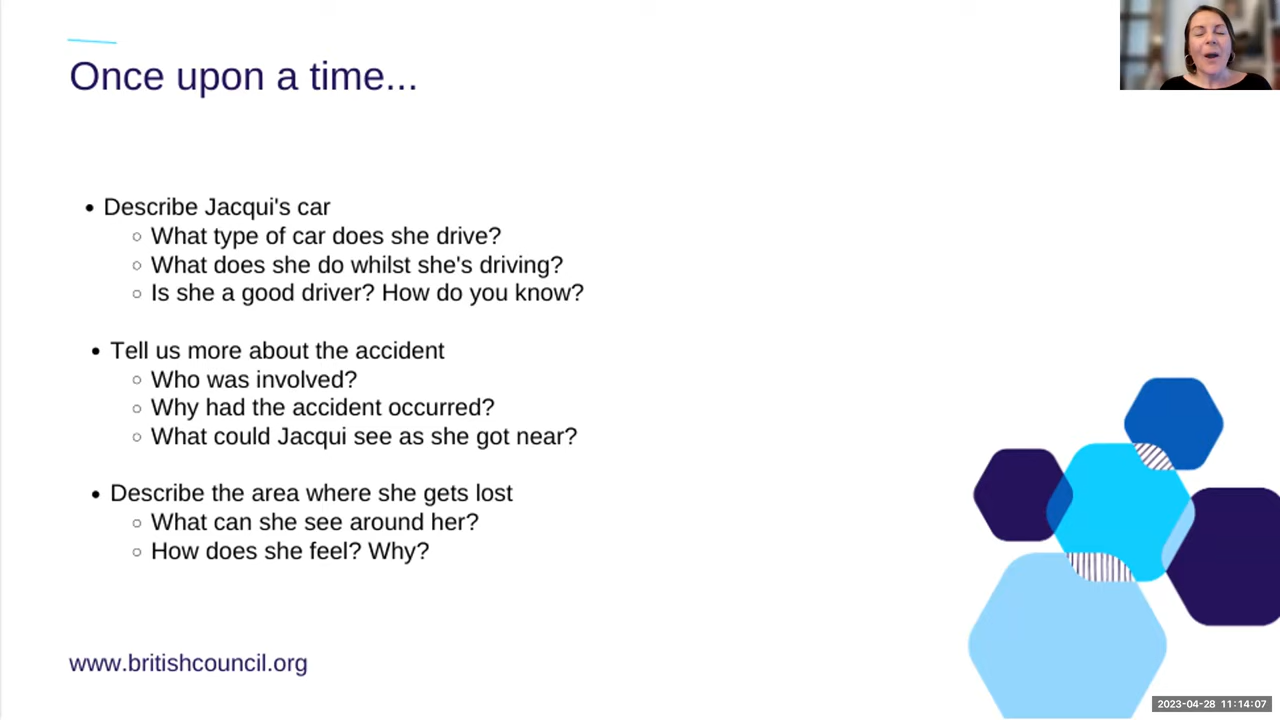 Once upon a time...
• Describe Jacqui's car
○ What type of car does she drive?
○ What does she do whilst she's driving?
○ Is she a good driver? How do you know?
• Tell us more about the accident
○ Who was involved?
○ Why had the accident occurred?
○ What could Jacqui see as she got near?
• Describe the area where she gets lost
○ What can she see around her?
○ How does she feel? Why?
www.britishcouncil.org
2023-04-28 11:14:07